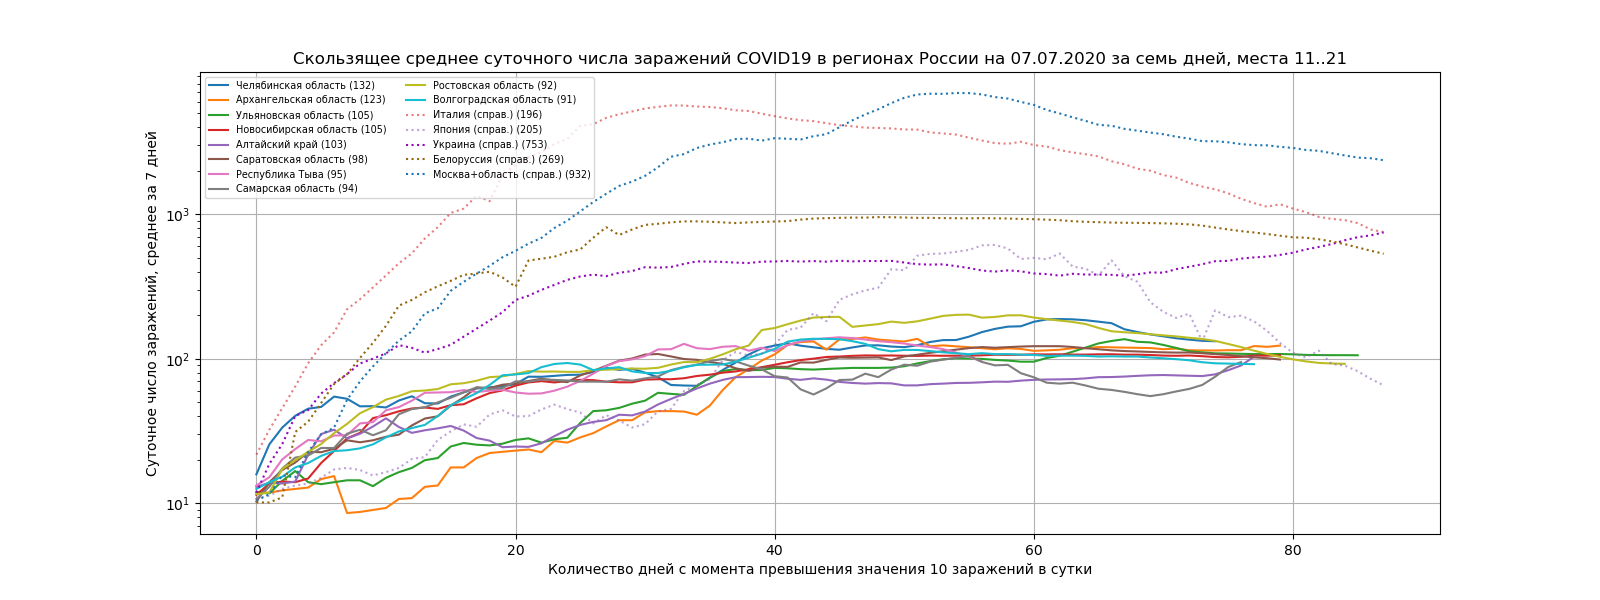 Скользящее среднее суточного числа заражений COVID19 в регионах России на 07.07.2020 за семь дней, места 11..21
Суточное число заражений, среднее за 7 дней
Челябинская область (132)
Архангельская область (123)
Ульяновская область (105)
Новосибирская область (105)
Алтайский край (103)
Саратовская область (98)
Республика Тыва (95)
Самарская область (94)
Ростовская область (92)
Волгоградская область (91)
Италия (справ.) (196)
Япония (справ.) (205)
Украина (справ.) (753)
Белоруссия (справ.) (269)
Москва+область (справ.) (932)
10³
10²
10¹
0 20 40 60 80
Количество дней с момента превышения значения 10 заражений в сутки